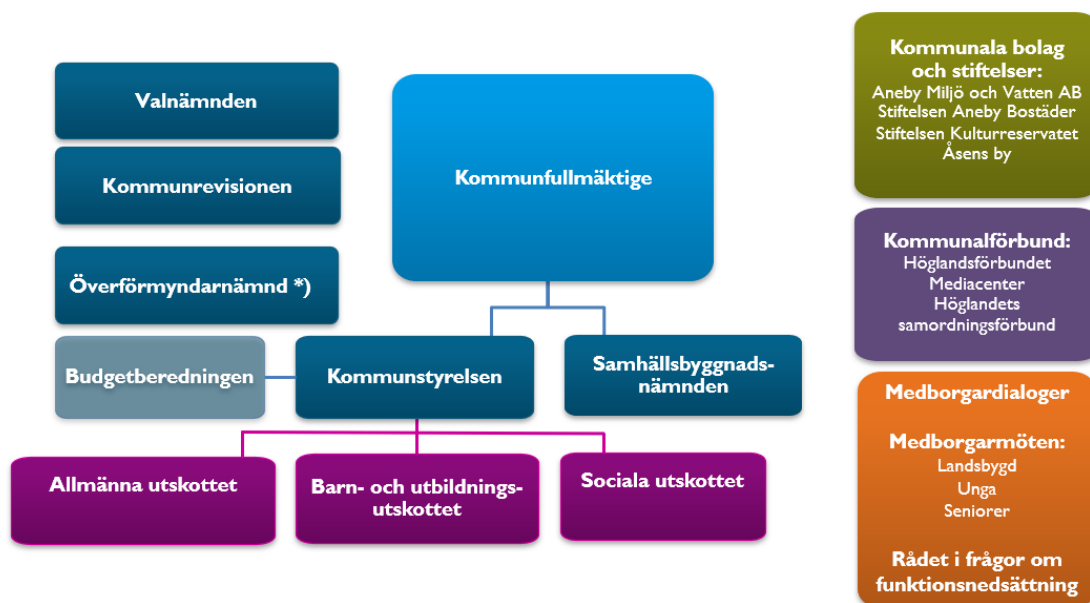 Valnämnden
Kommunrevisionen
Överförmyndarnämnd *)
Kommunfullmäktige
Budgetberedningen
Kommunstyrelsen
Samhällsbyggnads-
nämnden
Allmänna utskottet
Barn- och utbildnings-
utskottet
Sociala utskottet
Kommunala bolag
och stiftelser:
Aneby Miljö och Vatten AB
Stiftelsen Aneby Bostäder
Stiftelsen Kulturreservatet
Åsens by
Kommunalförbund:
Höglandsförbundet
Mediacenter
Höglandets
samordningsförbund
Medborgardialoger
Medborgarmöten:
Landsbygd
Unga
Seniorer
Rådet i frågor om
funktionsnedsättning